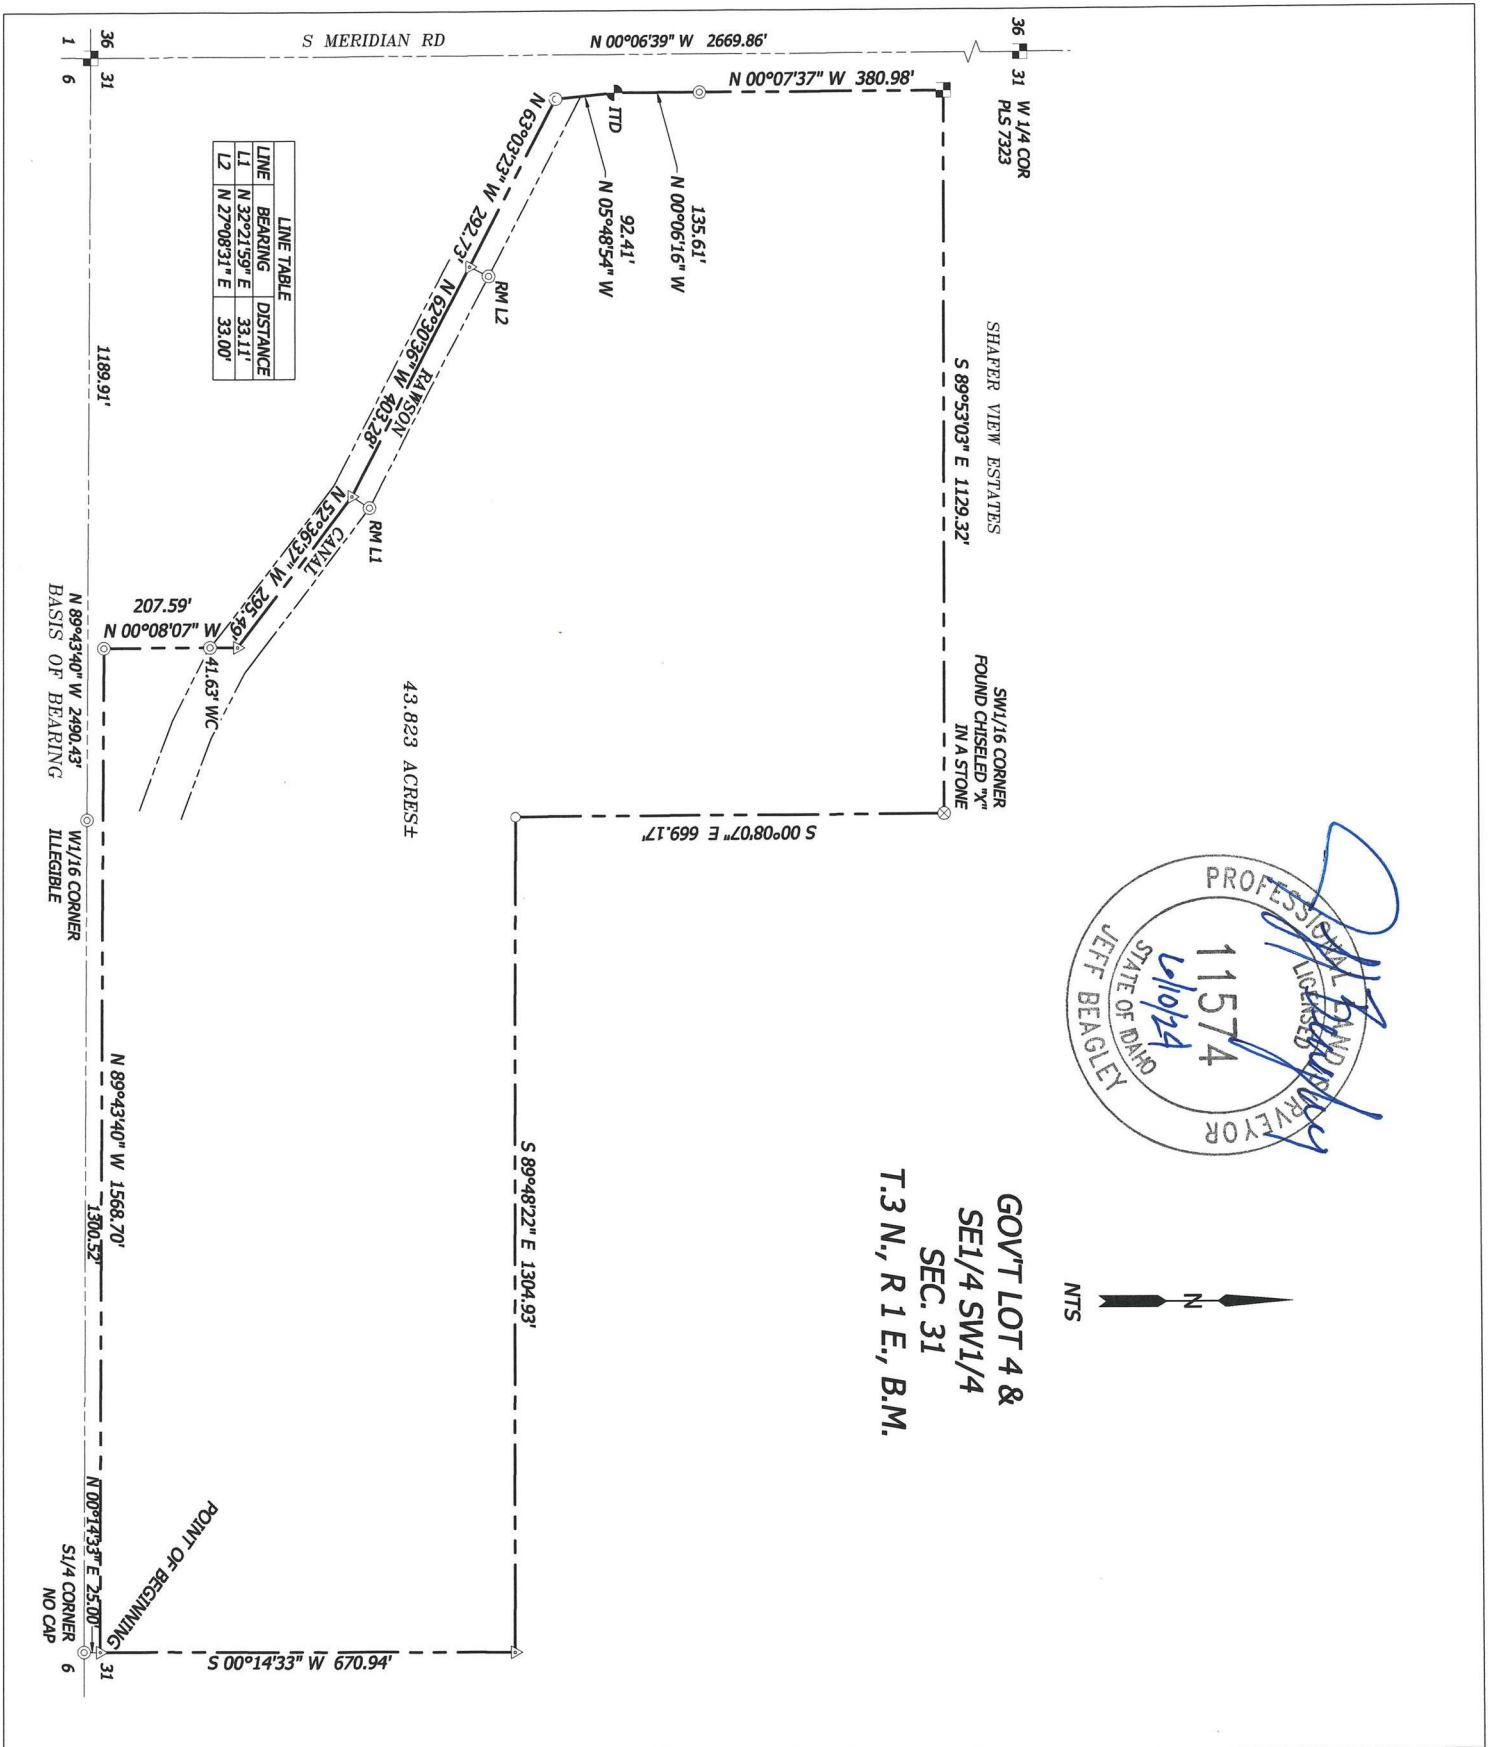 36
31
W 1/4 COR
PLS 7323
S MERIDIAN RD
N 00°06'39" W 2669.86'
N 00°07'37" W 380.98'
135.61'
N 00°06'16" W
92.41'
N 05°48'54" W
ITD
SHAFER VIEW ESTATES
S 89°53'03" E 1129.32'
SW1/16 CORNER
FOUND CHISELED "X"
IN A STONE
S 00°08'07" E 669.17'
PROFESSIONAL LAND SURVEYOR
LICENSED
11574
6/10/24
STATE OF IDAHO
JEFF BEAGLEY
N
NTS
GOV'T LOT 4 &
SE1/4 SW1/4
SEC. 31
T.3 N., R 1 E., B.M.
N 63°03'23" W 292.73'
RM L2
N 62°30'36" W 403.28'
RAWSON
RM L1
N 52°36'37" W 295.49'
CANAL
41.63' WC
207.59'
N 00°08'07" W
43.823 ACRES±
S 89°48'22" E 1304.93'
S 00°14'33" W 670.94'
POINT OF BEGINNING
LINE TABLE
LINE BEARING DISTANCE
L1 N 32°21'59" E 33.11'
L2 N 27°08'31" E 33.00'
36
31
1
6
1189.91'
N 89°43'40" W 2490.43'
BASIS OF BEARING
W1/16 CORNER
ILLEGIBLE
N 89°43'40" W 1568.70'
1300.52'
N 00°14'33" E 25.00'
S1/4 CORNER
NO CAP
31
6